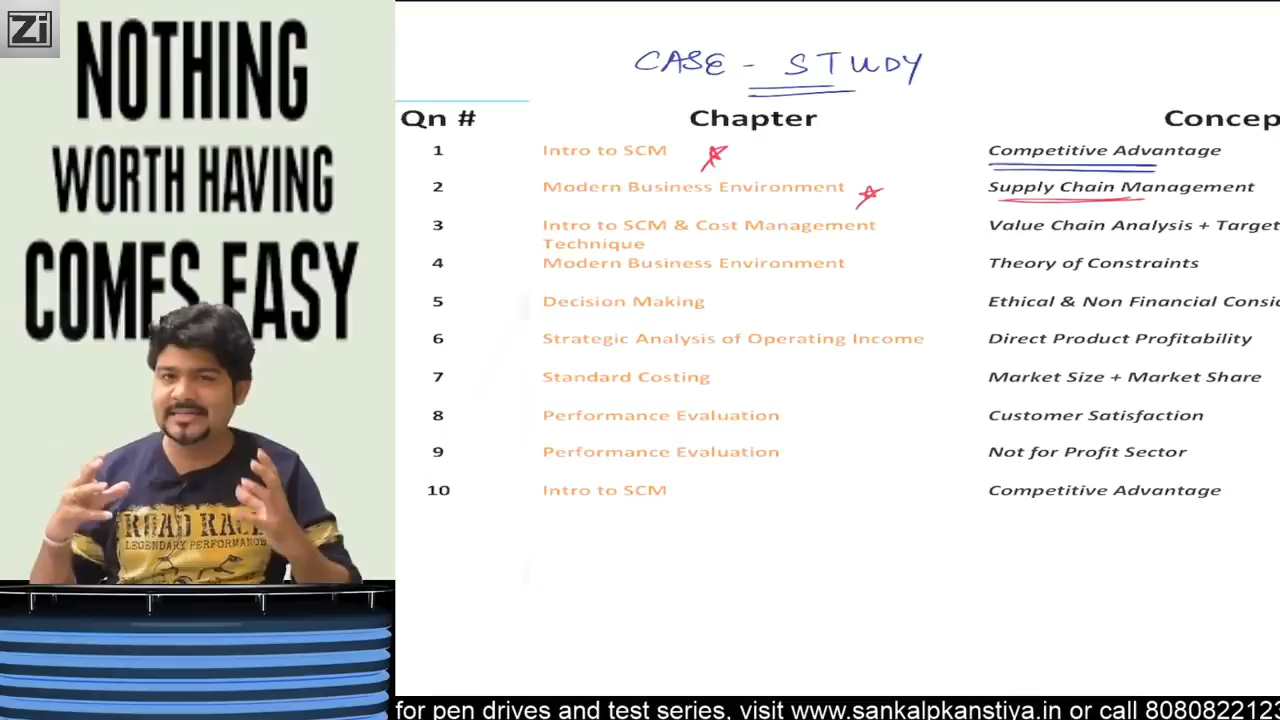 Zi
NOTHING
WORTH HAVING
COMES EASY
ROAD RACE
LEGENDARY PERFORMANCE
CASE - STUDY
Qn # Chapter Concep
1 Intro to SCM Competitive Advantage
2 Modern Business Environment Supply Chain Management
3 Intro to SCM & Cost Management Value Chain Analysis + Target
Technique
4 Modern Business Environment Theory of Constraints
5 Decision Making Ethical & Non Financial Consi
6 Strategic Analysis of Operating Income Direct Product Profitability
7 Standard Costing Market Size + Market Share
8 Performance Evaluation Customer Satisfaction
9 Performance Evaluation Not for Profit Sector
10 Intro to SCM Competitive Advantage
for pen drives and test series, visit www.sankalpkanstiya.in or call 808082212